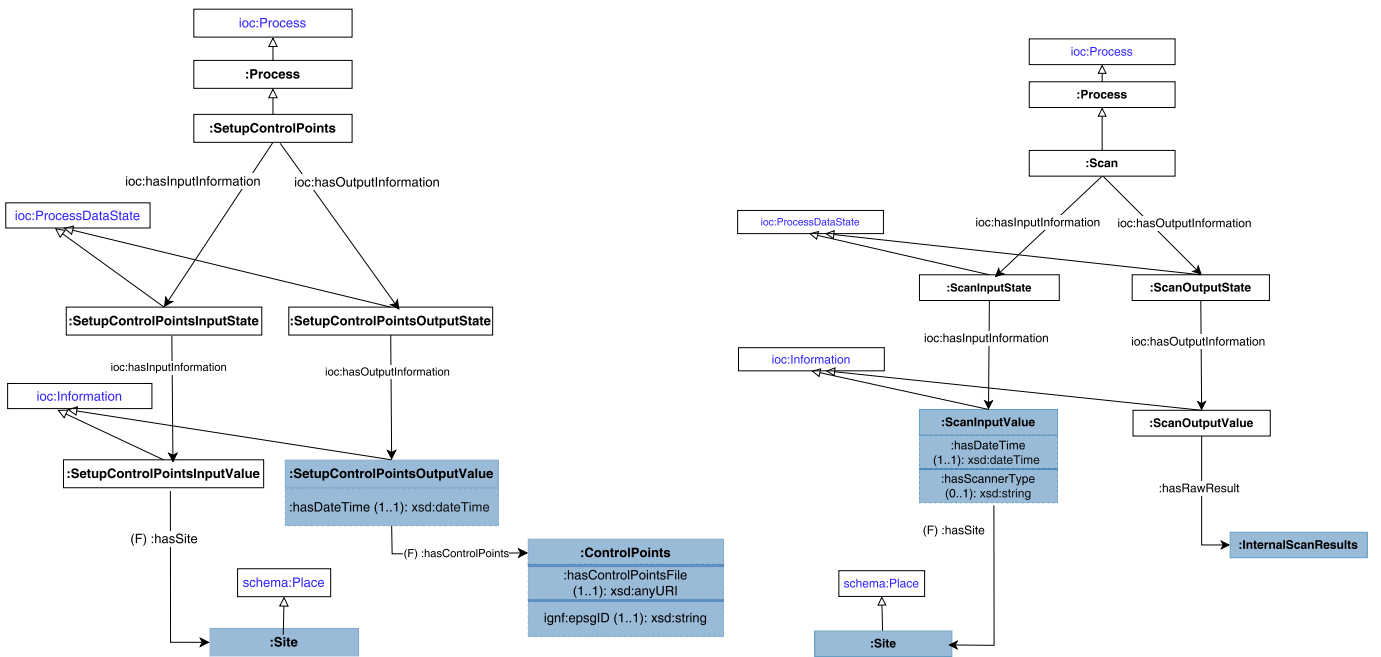 ioc:Process
:Process
:SetupControlPoints
ioc:hasInputInformation
ioc:hasOutputInformation
ioc:ProcessDataState
:SetupControlPointsInputState
:SetupControlPointsOutputState
ioc:hasInputInformation
ioc:hasOutputInformation
ioc:Information
:SetupControlPointsInputValue
:SetupControlPointsOutputValue
:hasDateTime (1..1): xsd:dateTime
(F) :hasSite
(F) :hasControlPoints
:ControlPoints
:hasControlPointsFile
(1..1): xsd:anyURI
ignf:epsgID (1..1): xsd:string
schema:Place
:Site
ioc:Process
:Process
:Scan
ioc:hasInputInformation
ioc:hasOutputInformation
ioc:ProcessDataState
:ScanInputState
:ScanOutputState
ioc:hasInputInformation
ioc:hasOutputInformation
ioc:Information
:ScanInputValue
:hasDateTime
(1..1): xsd:dateTime
:hasScannerType
(0..1): xsd:string
:ScanOutputValue
:hasRawResult
(F) :hasSite
:InternalScanResults
schema:Place
:Site